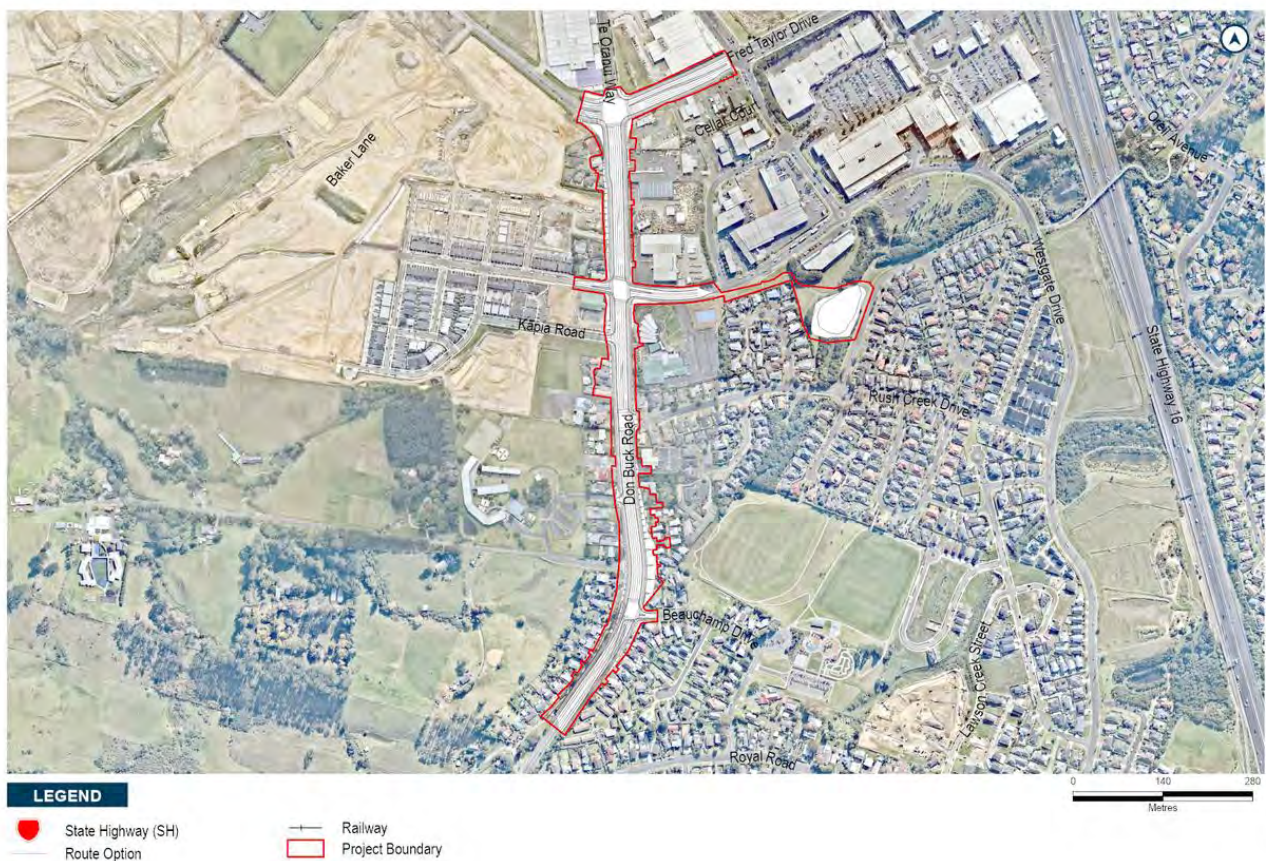 Te Oranui Way
Fred Taylor Drive
Cellar Court
Baker Lane
Oreil Avenue
Westgate Drive
State Highway 16
Kapia Road
Rush Creek Drive
Don Buck Road
Beauchamp Drive
Lawson Creek Street
Royal Road
LEGEND
State Highway (SH)
Railway
Route Option
Project Boundary
0 140 280
Metres